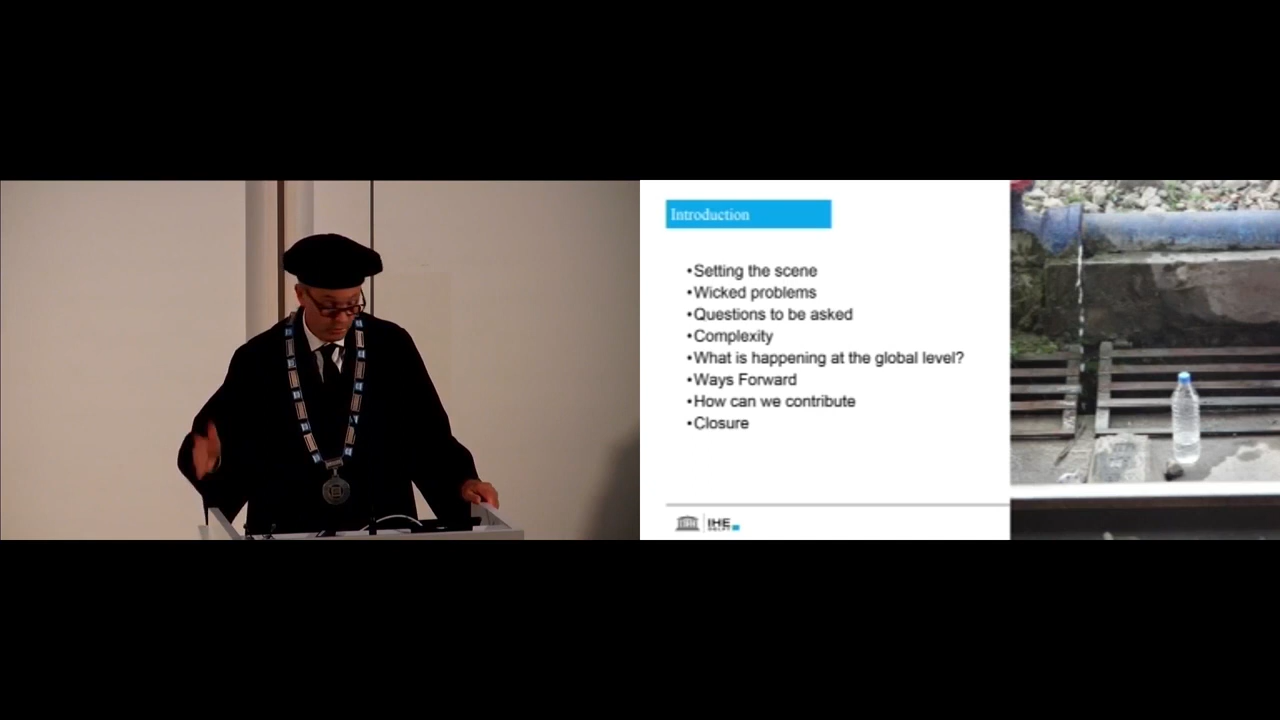 Introduction
•Setting the scene
•Wicked problems
•Questions to be asked
•Complexity
•What is happening at the global level?
•Ways Forward
•How can we contribute
•Closure
IHE
DELFT